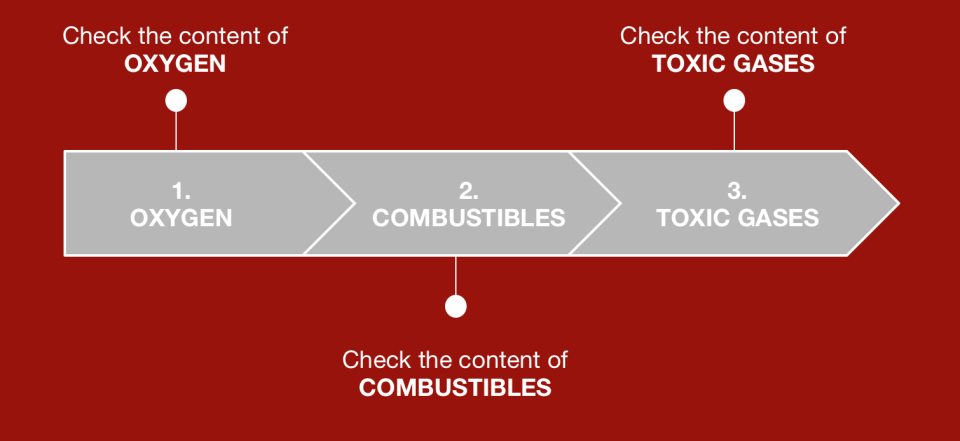 Check the content of
OXYGEN
Check the content of
TOXIC GASES
1.
OXYGEN
2.
COMBUSTIBLES
3.
TOXIC GASES
Check the content of
COMBUSTIBLES